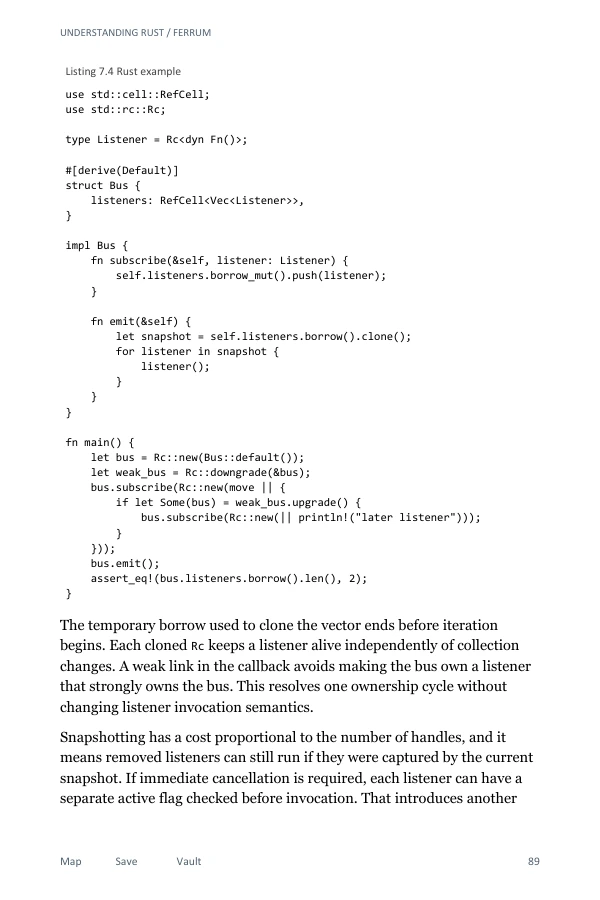 UNDERSTANDING RUST / FERRUM
Listing 7.4 Rust example
use std::cell::RefCell;
use std::rc::Rc;

type Listener = Rc<dyn Fn()>;

#[derive(Default)]
struct Bus {
    listeners: RefCell<Vec<Listener>>,
}

impl Bus {
    fn subscribe(&self, listener: Listener) {
        self.listeners.borrow_mut().push(listener);
    }

    fn emit(&self) {
        let snapshot = self.listeners.borrow().clone();
        for listener in snapshot {
            listener();
        }
    }
}

fn main() {
    let bus = Rc::new(Bus::default());
    let weak_bus = Rc::downgrade(&bus);
    bus.subscribe(Rc::new(move || {
        if let Some(bus) = weak_bus.upgrade() {
            bus.subscribe(Rc::new(|| println!("later listener")));
        }
    }));
    bus.emit();
    assert_eq!(bus.listeners.borrow().len(), 2);
}
The temporary borrow used to clone the vector ends before iteration
begins. Each cloned Rc keeps a listener alive independently of collection
changes. A weak link in the callback avoids making the bus own a listener
that strongly owns the bus. This resolves one ownership cycle without
changing listener invocation semantics.
Snapshotting has a cost proportional to the number of handles, and it
means removed listeners can still run if they were captured by the current
snapshot. If immediate cancellation is required, each listener can have a
separate active flag checked before invocation. That introduces another
Map Save Vault 89